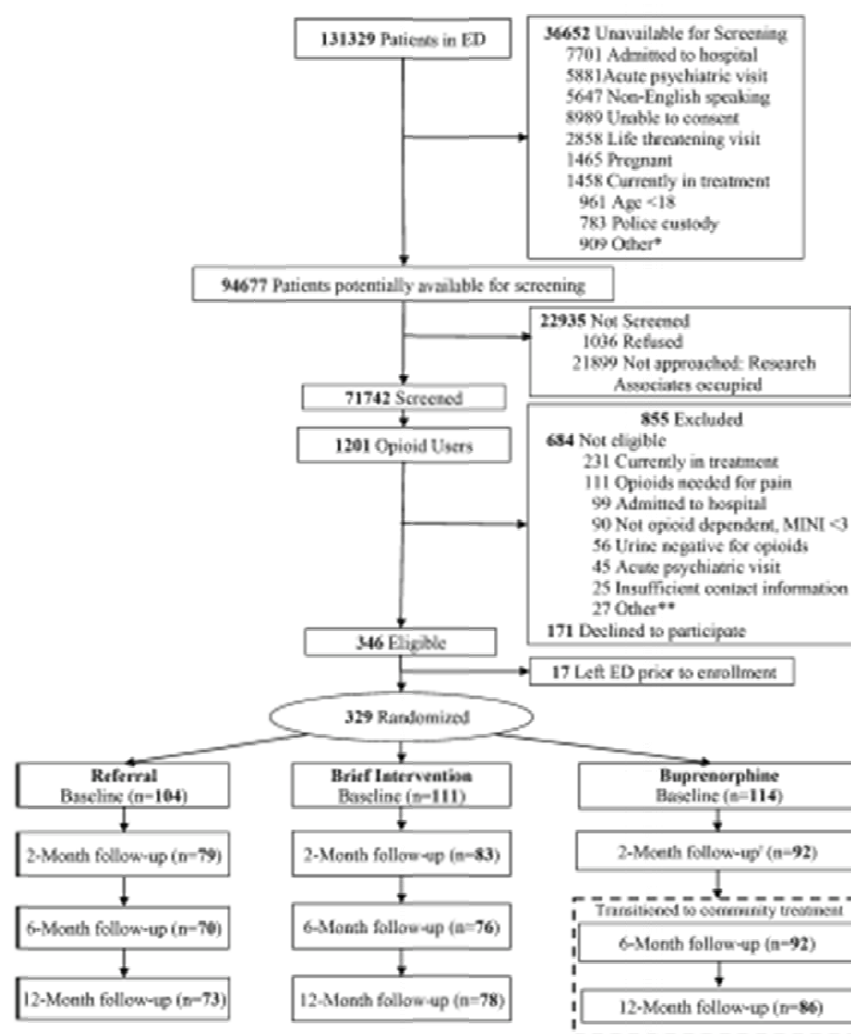 131329 Patients in ED
36652 Unavailable for Screening
7701 Admitted to hospital
5881Acute psychiatric visit
5647 Non-English speaking
8989 Unable to consent
2858 Life threatening visit
1465 Pregnant
1458 Currently in treatment
961 Age <18
783 Police custody
909 Other*
94677 Patients potentially available for screening
22935 Not Screened
1036 Refused
21899 Not approached: Research
Associates occupied
71742 Screened
1201 Opioid Users
855 Excluded
684 Not eligible
231 Currently in treatment
111 Opioids needed for pain
99 Admitted to hospital
90 Not opioid dependent, MINI <3
56 Urine negative for opioids
45 Acute psychiatric visit
25 Insufficient contact information
27 Other**
171 Declined to participate
346 Eligible
17 Left ED prior to enrollment
329 Randomized
Referral
Baseline (n=104)
2-Month follow-up (n=79)
6-Month follow-up (n=70)
12-Month follow-up (n=73)
Brief Intervention
Baseline (n=111)
2-Month follow-up (n=83)
6-Month follow-up (n=76)
12-Month follow-up (n=78)
Buprenorphine
Baseline (n=114)
2-Month follow-up (n=92)
Transitioned to community treatment
6-Month follow-up (n=92)
12-Month follow-up (n=86)